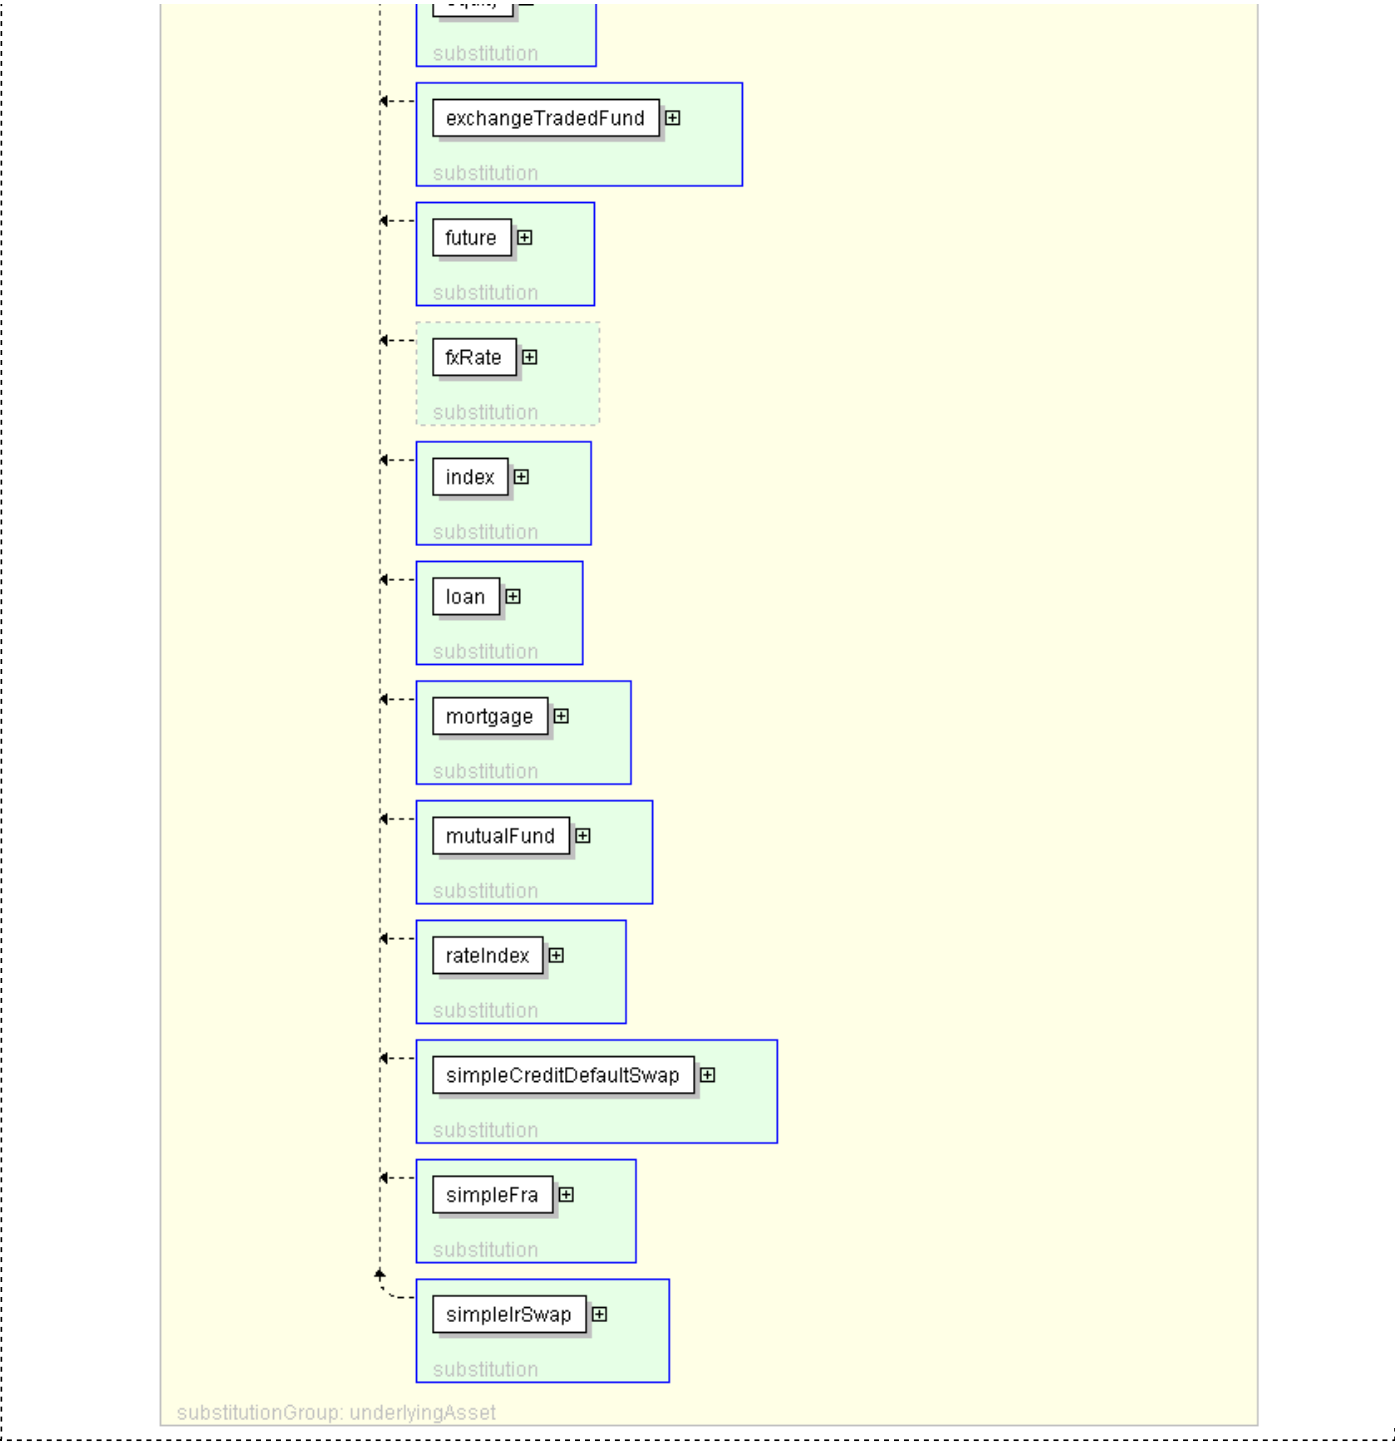 substitution
exchangeTradedFund
substitution
future
substitution
fxRate
substitution
index
substitution
loan
substitution
mortgage
substitution
mutualFund
substitution
rateIndex
substitution
simpleCreditDefaultSwap
substitution
simpleFra
substitution
simpleIrSwap
substitution
substitutionGroup: underlyingAsset